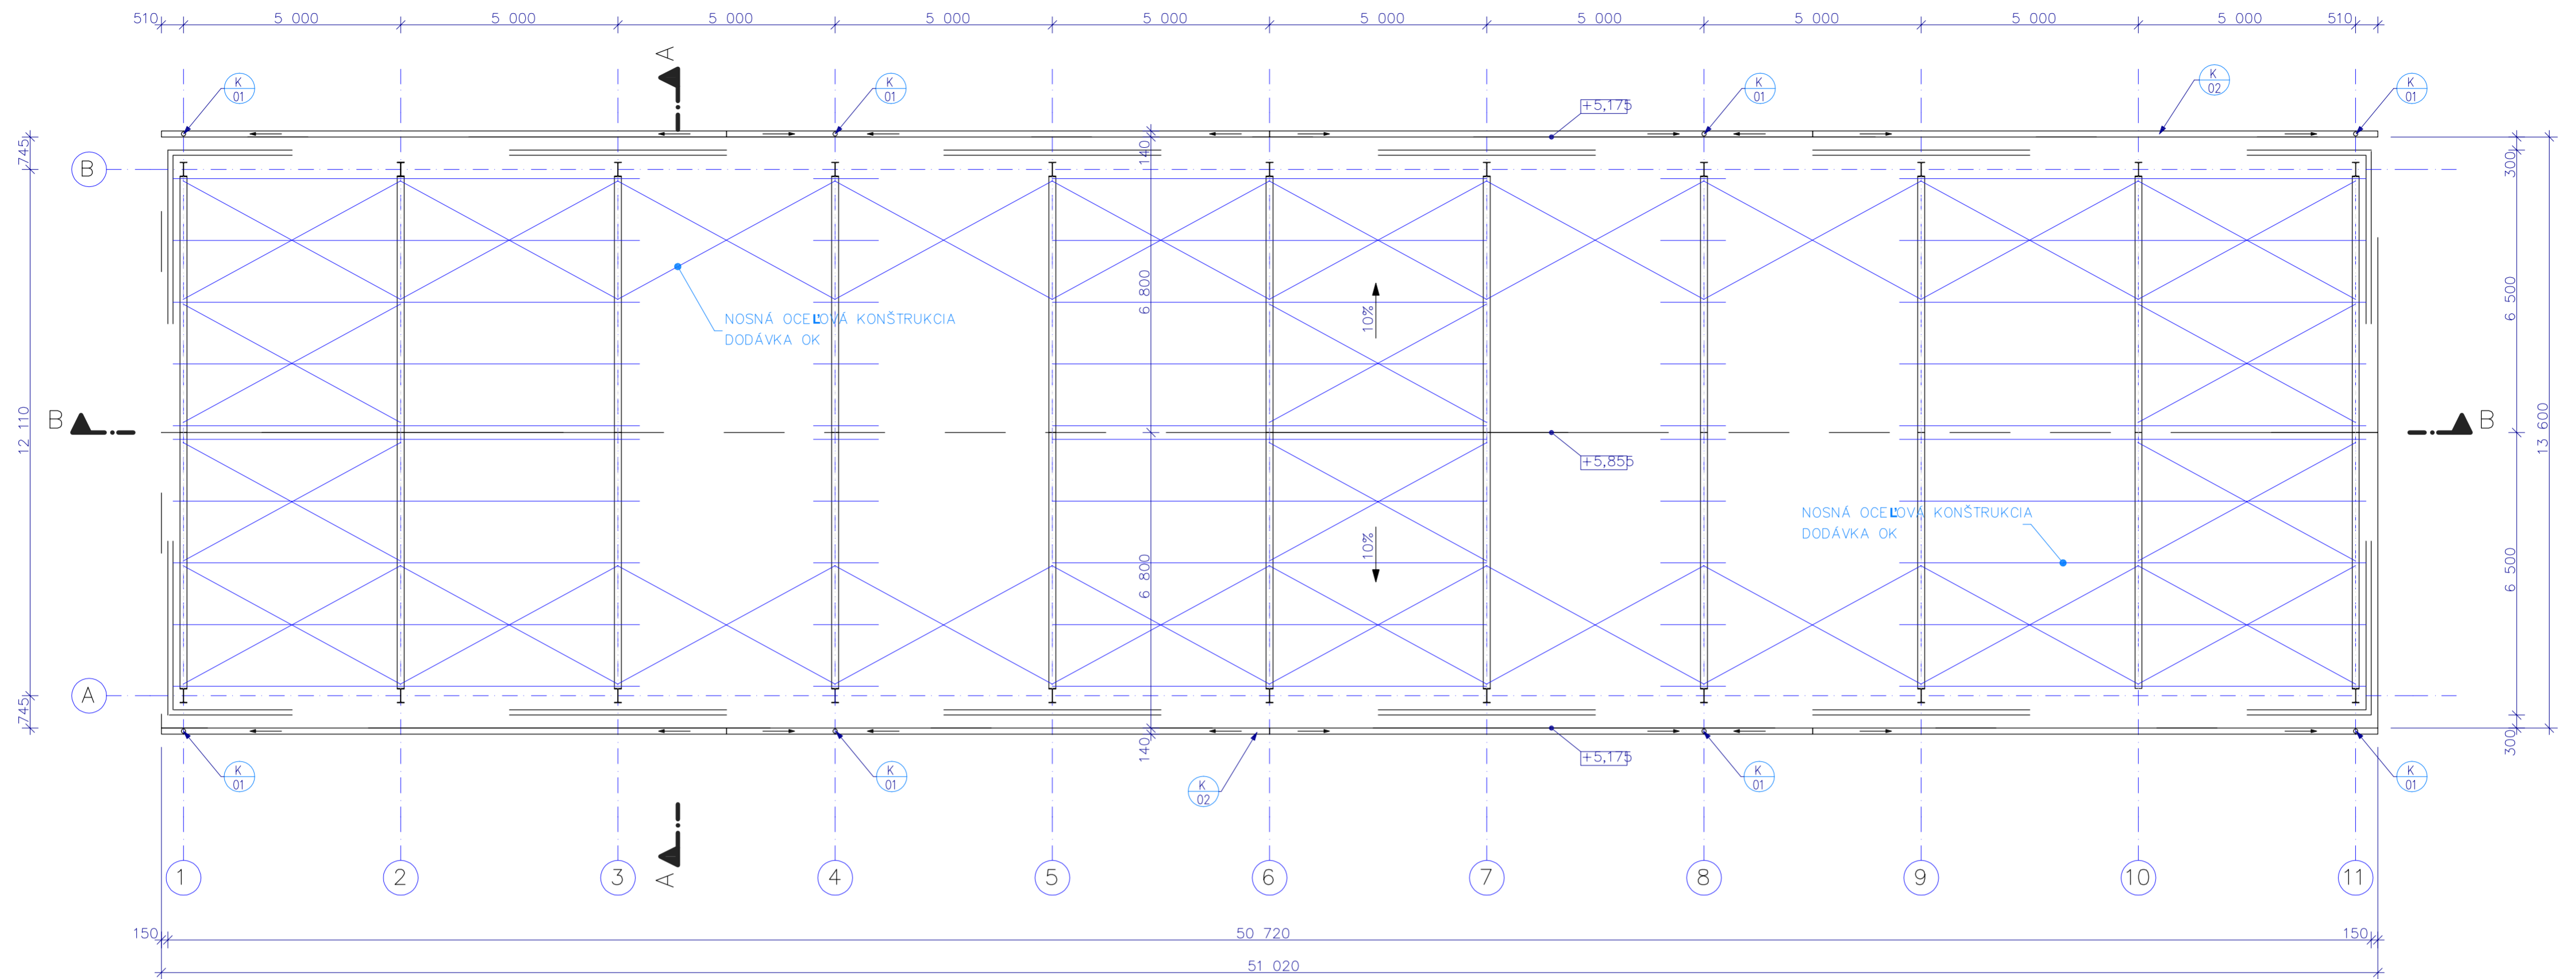 510 5 000 5 000 5 000 5 000 5 000 5 000 5 000 5 000 5 000 5 000 510
A
K 01
K 01
K 01
K 02
K 01
+5,175
745
140
300
B
6 800
10%
6 500
NOSNÁ OCEĽOVÁ KONŠTRUKCIA
DODÁVKA OK
12 110
13 600
B
B
+5,855
NOSNÁ OCEĽOVÁ KONŠTRUKCIA
DODÁVKA OK
10%
6 800
6 500
A
745
140
300
+5,175
K 01
K 01
K 02
K 01
K 01
A
1 2 3 4 5 6 7 8 9 10 11
150 50 720 150
51 020